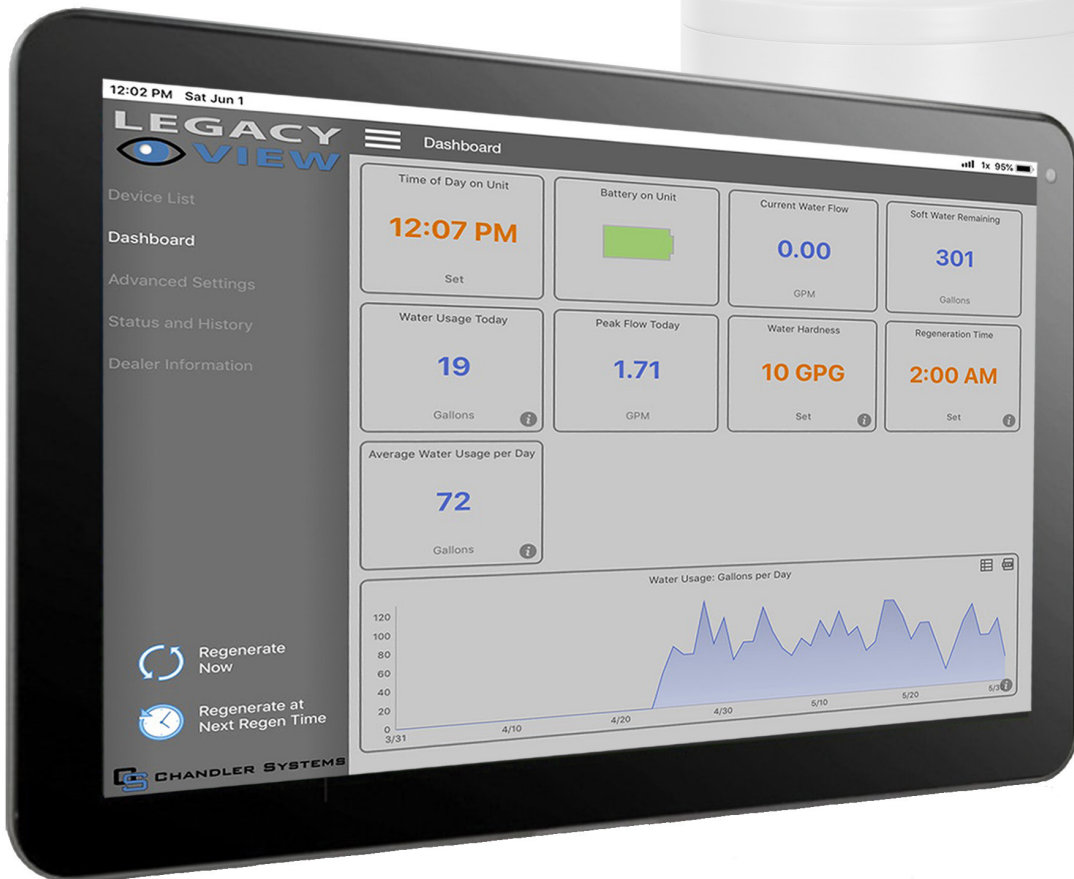 12:02 PM Sat Jun 1
1x 95%
LEGACY
VIEW
Dashboard
Device List
Dashboard
Advanced Settings
Status and History
Dealer Information
Regenerate
Now
Regenerate at
Next Regen Time
CS CHANDLER SYSTEMS
Time of Day on Unit
12:07 PM
Set
Battery on Unit
Current Water Flow
0.00
GPM
Soft Water Remaining
301
Gallons
Water Usage Today
19
Gallons
i
Peak Flow Today
1.71
GPM
Water Hardness
10 GPG
Set
i
Regeneration Time
2:00 AM
Set
i
Average Water Usage per Day
72
Gallons
i
Water Usage: Gallons per Day
120
100
80
60
40
20
0
3/31
4/10
4/20
4/30
5/10
5/20
i